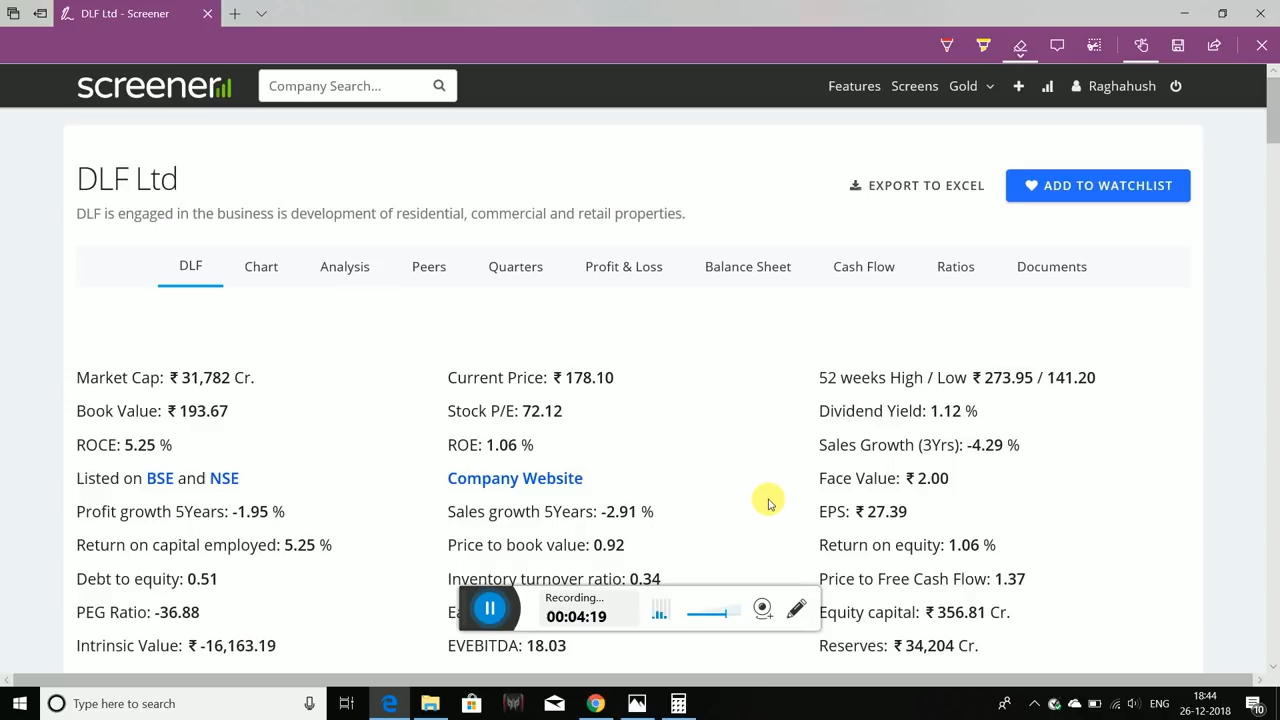 DLF Ltd - Screener
screener
Company Search...
Features Screens Gold Raghahush
DLF Ltd
EXPORT TO EXCEL
ADD TO WATCHLIST
DLF is engaged in the business is development of residential, commercial and retail properties.
DLF Chart Analysis Peers Quarters Profit & Loss Balance Sheet Cash Flow Ratios Documents
Market Cap: ₹ 31,782 Cr. Current Price: ₹ 178.10 52 weeks High / Low ₹ 273.95 / 141.20
Book Value: ₹ 193.67 Stock P/E: 72.12 Dividend Yield: 1.12 %
ROCE: 5.25 % ROE: 1.06 % Sales Growth (3Yrs): -4.29 %
Listed on BSE and NSE Company Website Face Value: ₹ 2.00
Profit growth 5Years: -1.95 % Sales growth 5Years: -2.91 % EPS: ₹ 27.39
Return on capital employed: 5.25 % Price to book value: 0.92 Return on equity: 1.06 %
Debt to equity: 0.51 Inventory turnover ratio: 0.34 Price to Free Cash Flow: 1.37
Recording...
00:04:19
PEG Ratio: -36.88 Equity capital: ₹ 356.81 Cr.
Intrinsic Value: ₹ -16,163.19 EVEBITDA: 18.03 Reserves: ₹ 34,204 Cr.
Type here to search
ENG
18:44
26-12-2018
10